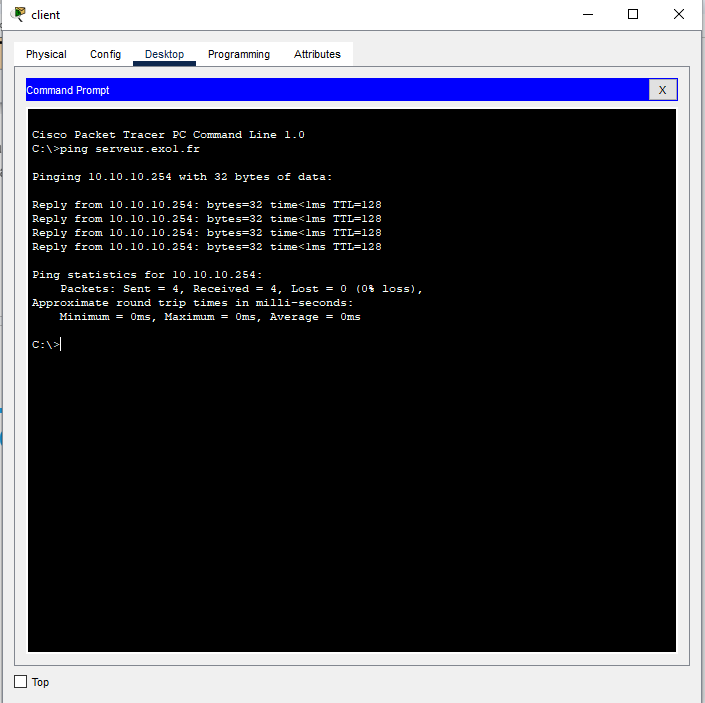 client
Physical Config Desktop Programming Attributes
Command Prompt X
Cisco Packet Tracer PC Command Line 1.0
C:\>ping serveur.exo1.fr
Pinging 10.10.10.254 with 32 bytes of data:
Reply from 10.10.10.254: bytes=32 time<1ms TTL=128
Reply from 10.10.10.254: bytes=32 time<1ms TTL=128
Reply from 10.10.10.254: bytes=32 time<1ms TTL=128
Reply from 10.10.10.254: bytes=32 time<1ms TTL=128
Ping statistics for 10.10.10.254:
Packets: Sent = 4, Received = 4, Lost = 0 (0% loss),
Approximate round trip times in milli-seconds:
Minimum = 0ms, Maximum = 0ms, Average = 0ms
C:\>
Top